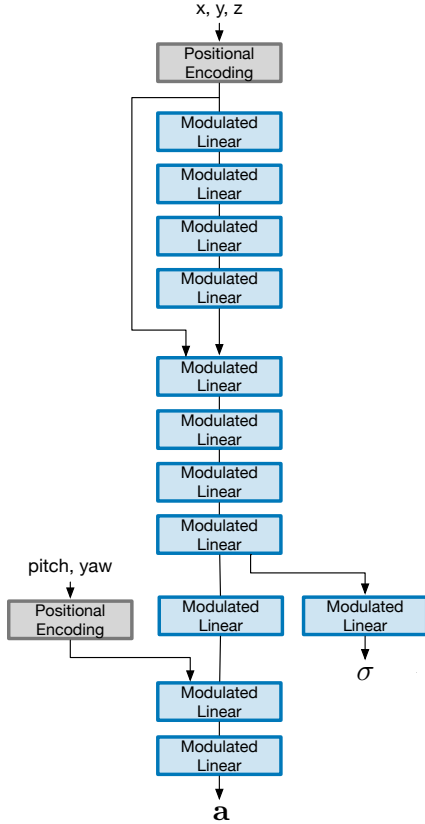 x, y, z
Positional
Encoding
Modulated
Linear
Modulated
Linear
Modulated
Linear
Modulated
Linear
Modulated
Linear
Modulated
Linear
Modulated
Linear
Modulated
Linear
pitch, yaw
Positional
Encoding
Modulated
Linear
Modulated
Linear
σ
Modulated
Linear
Modulated
Linear
a